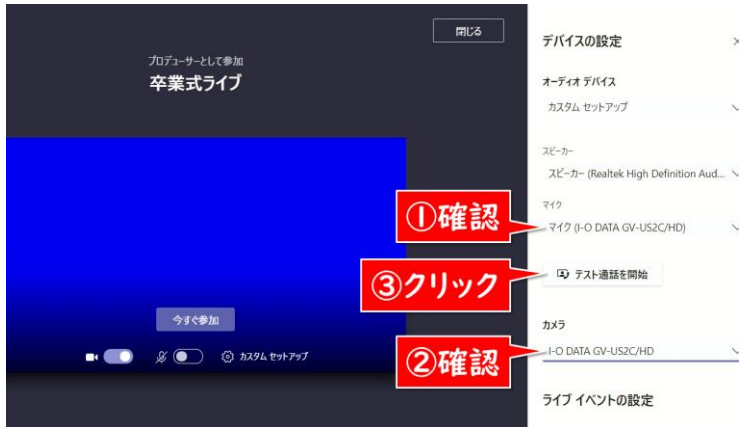 閉じる
プロデューサーとして参加
卒業式ライブ
今すぐ参加
カスタム セットアップ
①確認
③クリック
②確認
デバイスの設定
オーディオ デバイス
カスタム セットアップ
スピーカー
スピーカー (Realtek High Definition Aud...
マイク
マイク (I-O DATA GV-US2C/HD)
テスト通話を開始
カメラ
I-O DATA GV-US2C/HD
ライブ イベントの設定